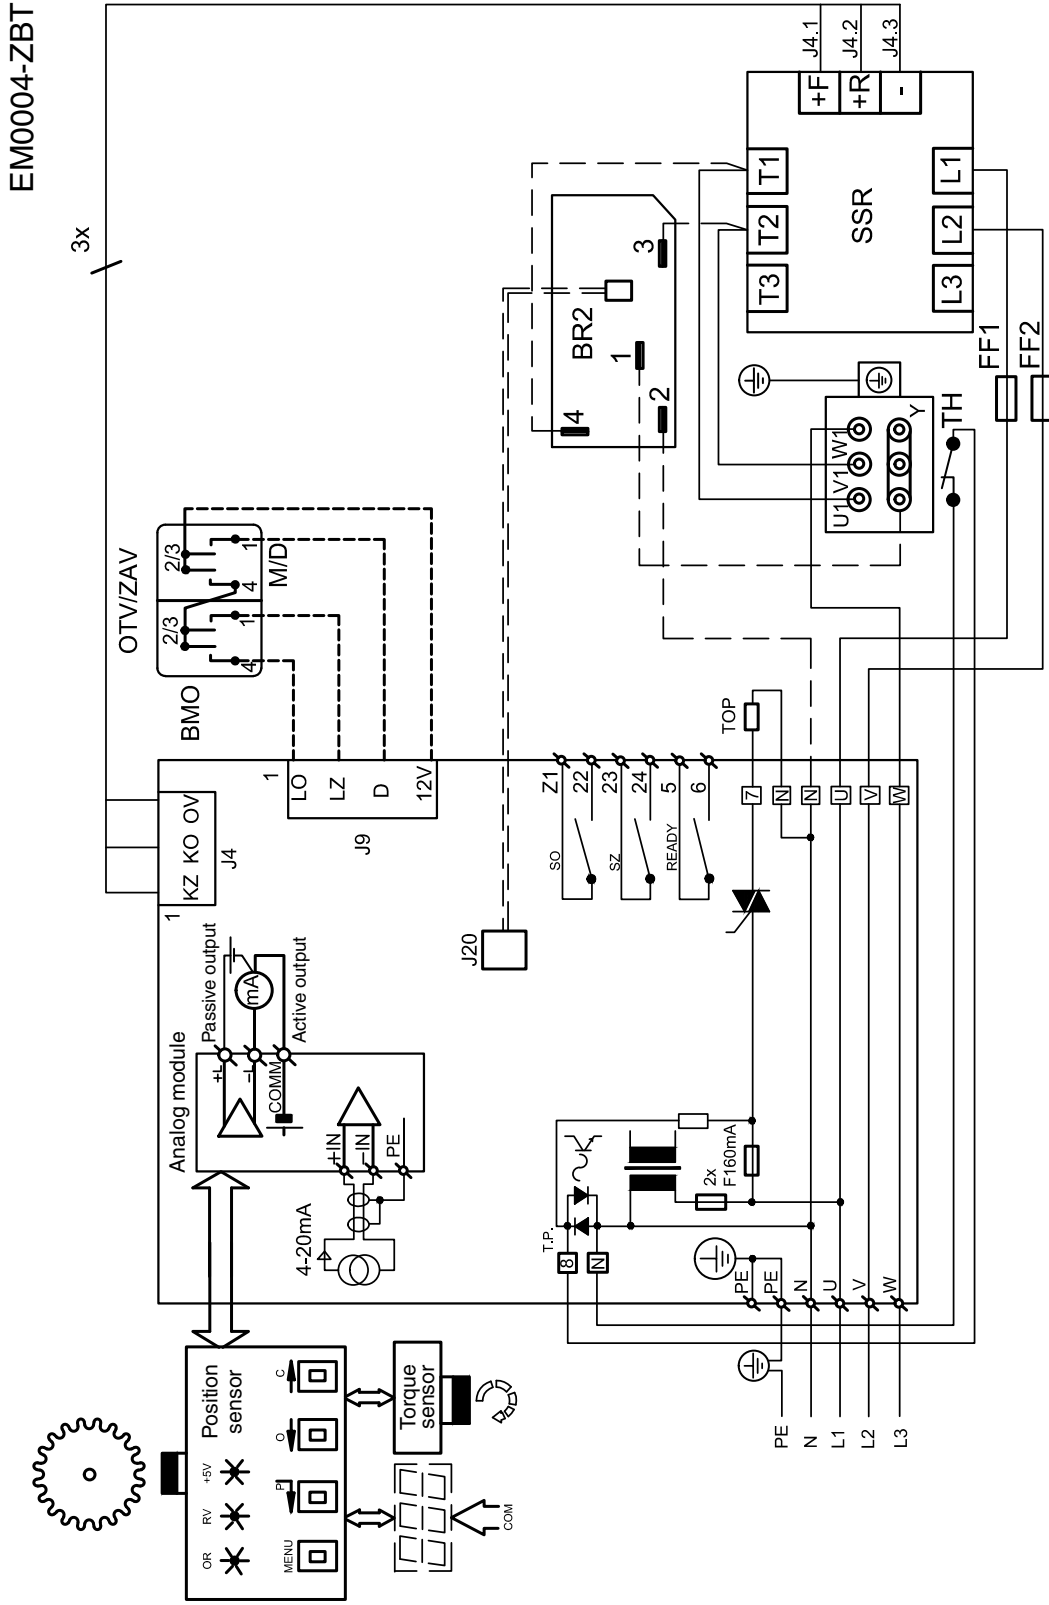 EM0004-ZBT
3x
J4.1
J4.2
J4.3
+F
+R
-
T1
T2
T3
SSR
L1
L2
L3
FF1
FF2
BR2
1
2
3
4
U1
V1
W1
Y
TH
OTV/ZAV
BMO
M/D
2/3
2/3
4
1
4
1
1
LO
LZ
D
12V
J9
1
KZ KO OV
J4
J20
Z1
22
23
24
5
6
SO
SZ
READY
TOP
7
N
N
U
V
W
Analog module
Passive output
Active output
+L
-L
COMM
mA
+IN
-IN
PE
4-20mA
T.P.
8
N
2x
F160mA
PE
PE
N
U
V
W
PE
N
L1
L2
L3
Position
sensor
+5V
RV
OR
MENU
P
O
C
Torque
sensor
COM